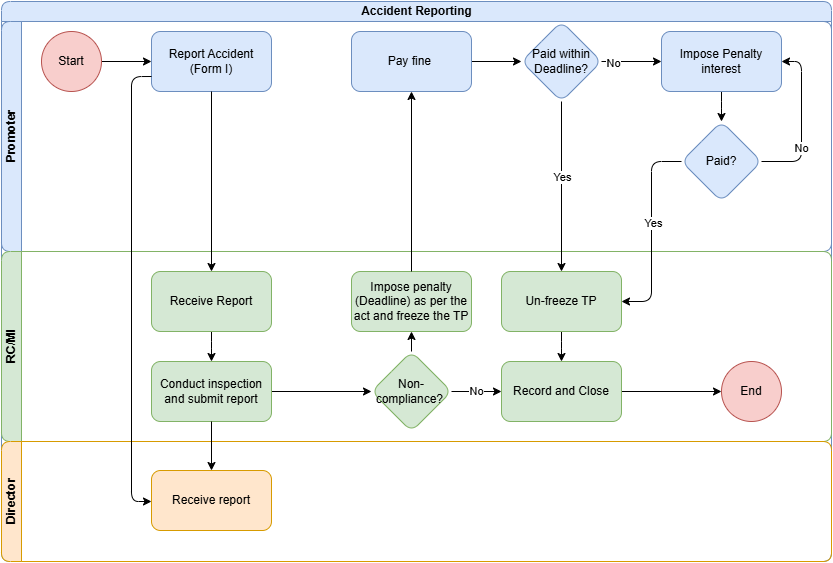 Accident Reporting
Promoter
Start
Report Accident
(Form I)
Pay fine
Paid within
Deadline?
No
Impose Penalty
interest
Paid?
No
Yes
Yes
RC/MI
Receive Report
Impose penalty
(Deadline) as per the
act and freeze the TP
Un-freeze TP
Conduct inspection
and submit report
Non-
compliance?
No
Record and Close
End
Director
Receive report